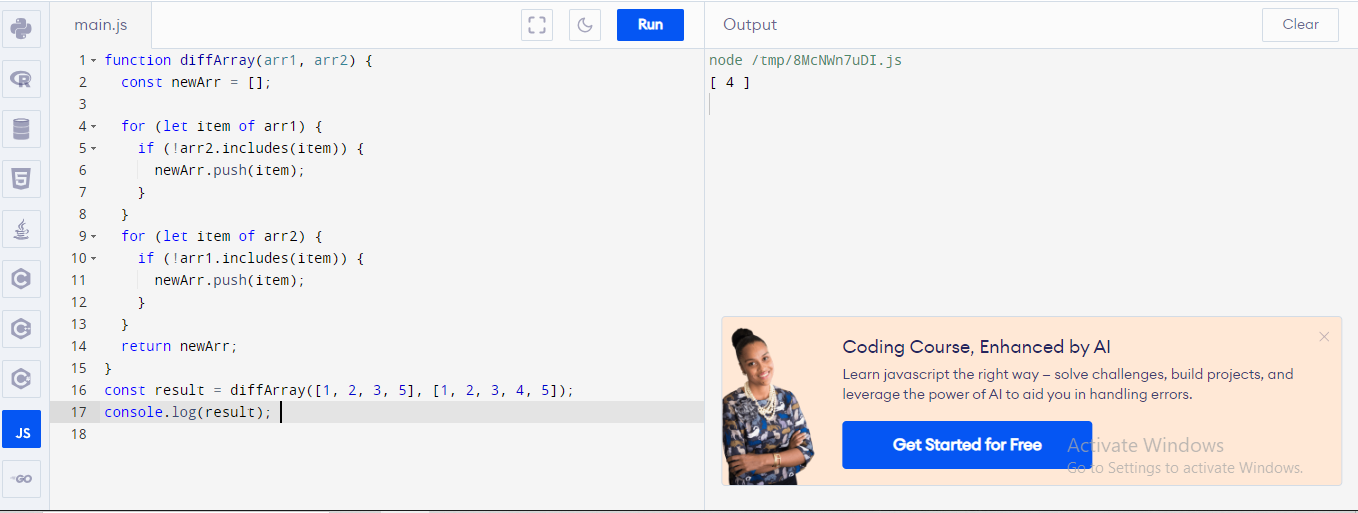 main.js
Run
Output
Clear
1 function diffArray(arr1, arr2) {
2 const newArr = [];
3
4 for (let item of arr1) {
5 if (!arr2.includes(item)) {
6 newArr.push(item);
7 }
8 }
9 for (let item of arr2) {
10 if (!arr1.includes(item)) {
11 newArr.push(item);
12 }
13 }
14 return newArr;
15 }
16 const result = diffArray([1, 2, 3, 5], [1, 2, 3, 4, 5]);
17 console.log(result);
18
node /tmp/8McNWn7uDI.js
[ 4 ]
Coding Course, Enhanced by AI
Learn javascript the right way – solve challenges, build projects, and
leverage the power of AI to aid you in handling errors.
Get Started for Free
Activate Windows
Go to Settings to activate Windows.
R
5
C
C
C
JS
GO